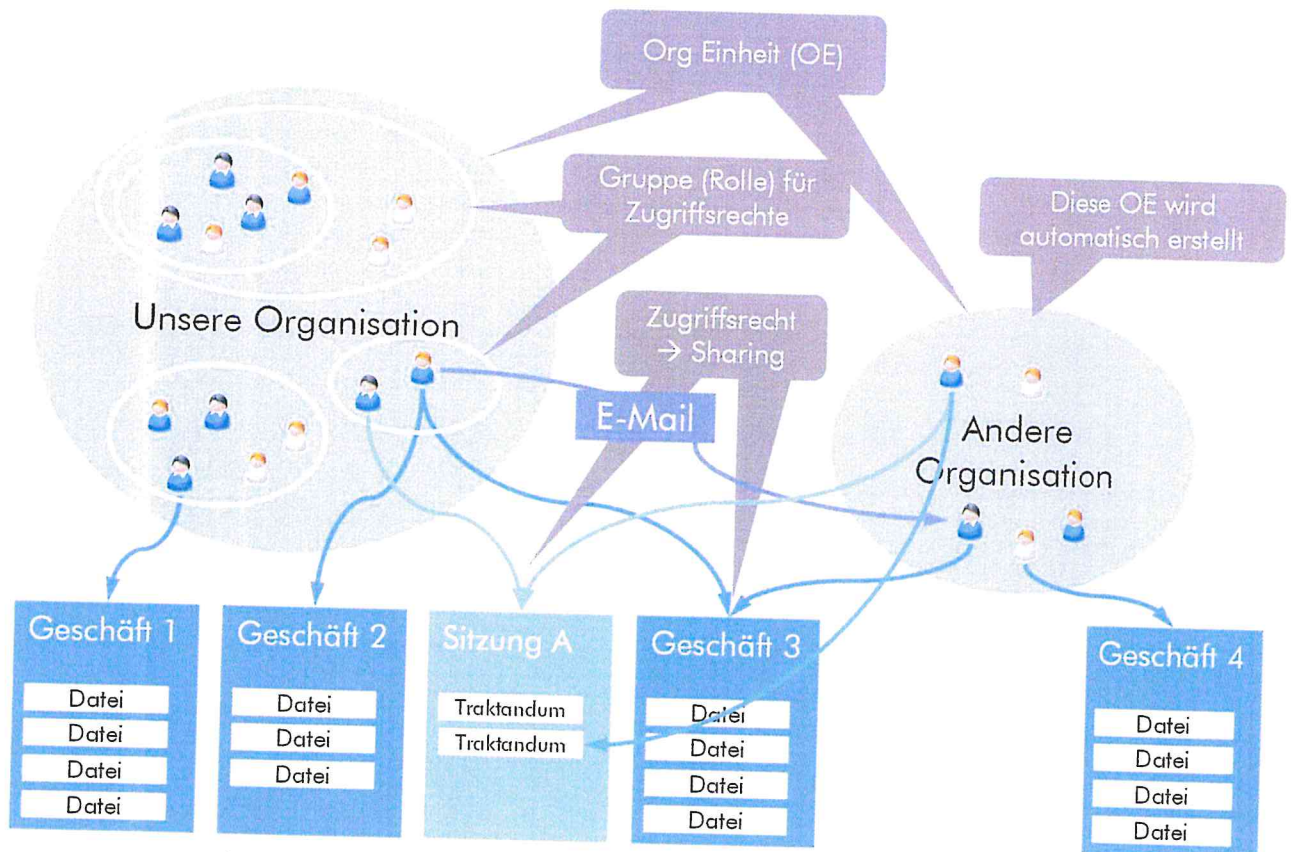 Org Einheit (OE)
Gruppe (Rolle) für
Zugriffsrechte
Diese OE wird
automatisch erstellt
Unsere Organisation
Zugriffsrecht
→ Sharing
E-Mail
Andere
Organisation
Geschäft 1
Datei
Datei
Datei
Datei
Geschäft 2
Datei
Datei
Datei
Sitzung A
Traktandum
Traktandum
Geschäft 3
Datei
Datei
Datei
Datei
Geschäft 4
Datei
Datei
Datei
Datei